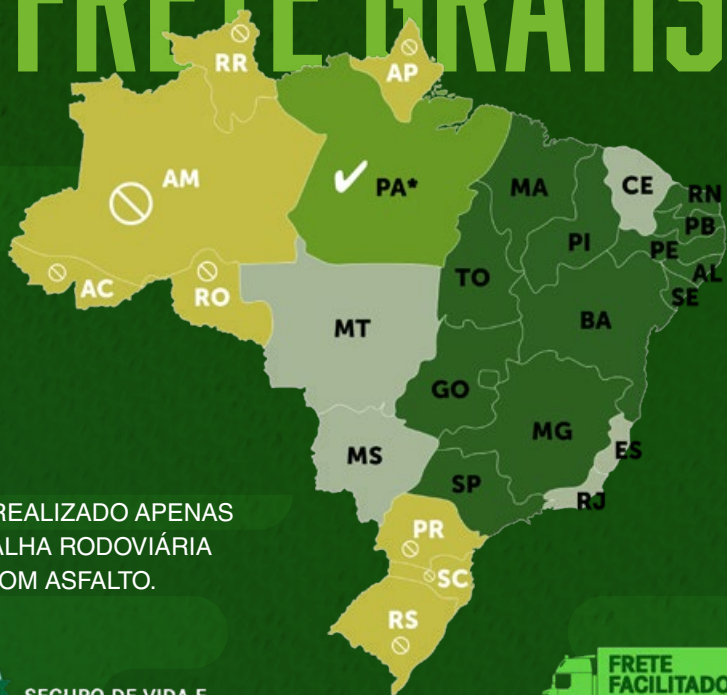 FRETE GRÁTIS
RR
AP
AM
PA*
MA
CE
RN
PB
PI
PE
AC
RO
TO
AL
SE
MT
BA
GO
MG
MS
ES
SP
RJ
PR
SC
RS
REALIZADO APENAS
ALHA RODOVIÁRIA
OM ASFALTO.
SEGURO DE VIDA E
FRETE
FACILITADO